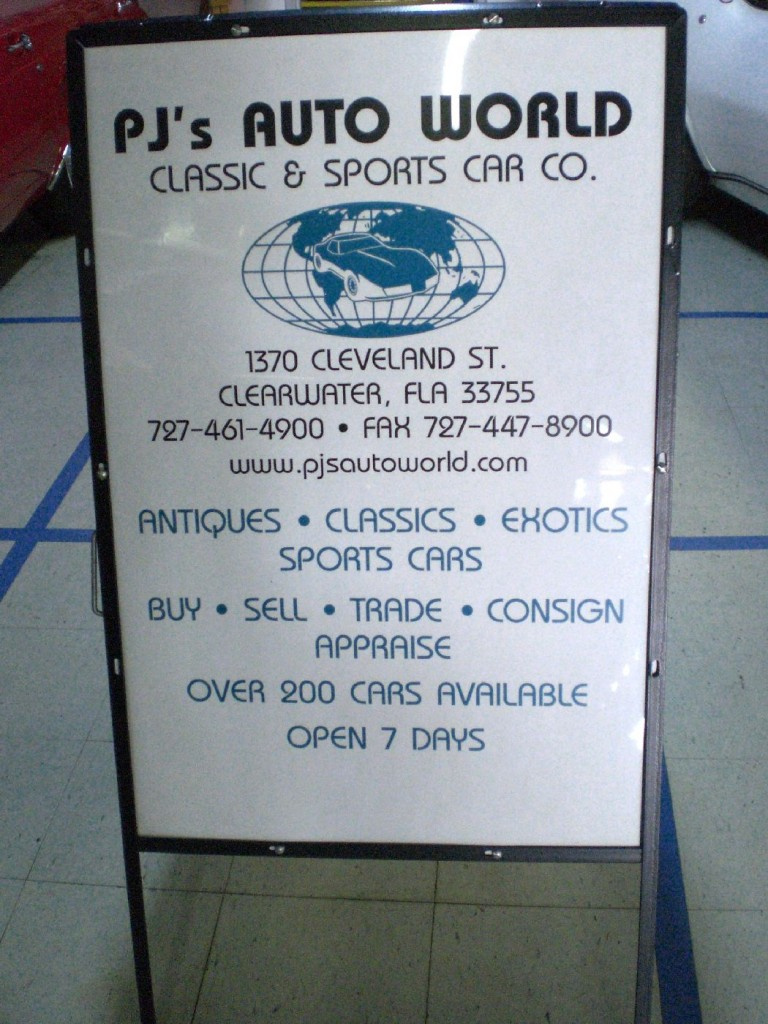 PJ's AUTO WORLD
CLASSIC & SPORTS CAR CO.
1370 CLEVELAND ST.
CLEARWATER, FLA 33755
727-461-4900 • FAX 727-447-8900
www.pjsautoworld.com
ANTIQUES • CLASSICS • EXOTICS
SPORTS CARS
BUY • SELL • TRADE • CONSIGN
APPRAISE
OVER 200 CARS AVAILABLE
OPEN 7 DAYS